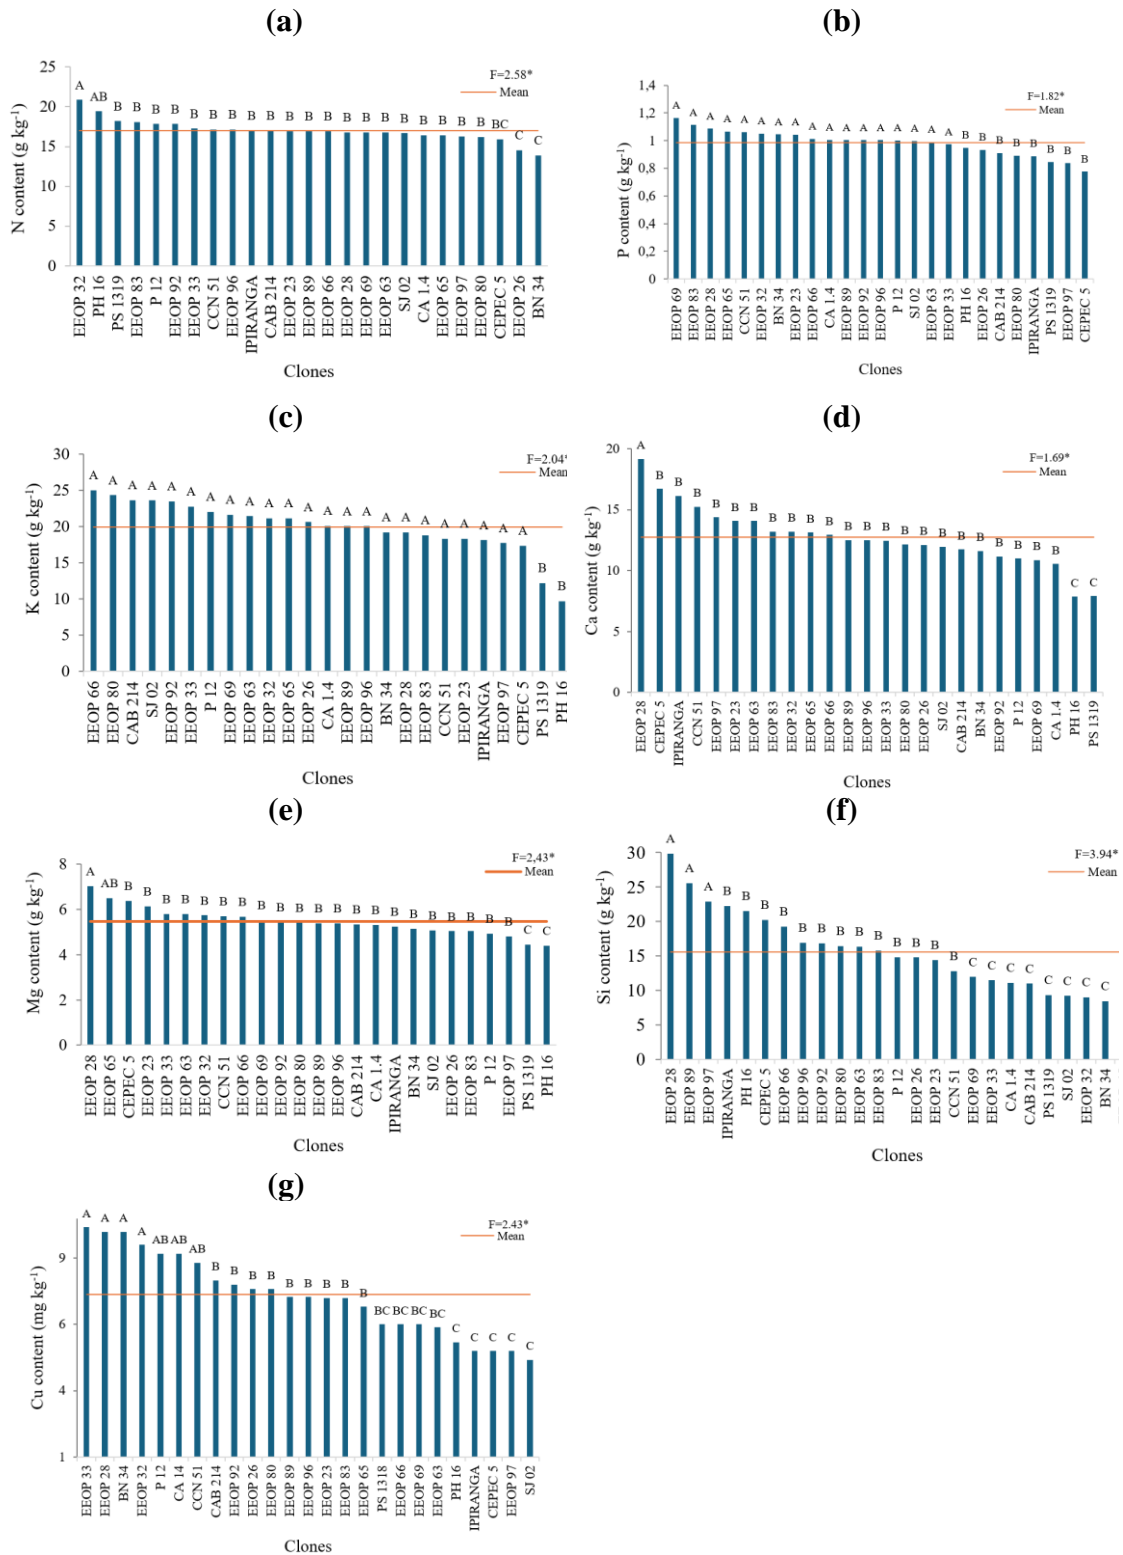 (a)
25
20
15
10
5
0
N content (g kg-1)
F=2.58*
Mean
A AB B B B B B B B B B B B B B B B B B B B B BC C C
EEOP 32 PH 16 PS 1319 EEOP 83 P 12 EEOP 92 EEOP 33 CCN 51 EEOP 96 IPIRANGA CAB 214 EEOP 23 EEOP 89 EEOP 66 EEOP 28 EEOP 69 EEOP 63 SJ 02 CA 1.4 EEOP 65 EEOP 97 EEOP 80 CEPEC 5 EEOP 26 BN 34
Clones
(b)
1,4
1,2
1
0,8
0,6
0,4
0,2
0
P content (g kg-1)
F=1.82*
Mean
A A A A A A A A A A A A A A A A A B B B B B B B B
EEOP 69 EEOP 83 EEOP 28 EEOP 65 CCN 51 EEOP 32 BN 34 EEOP 23 EEOP 66 CA 1.4 EEOP 89 EEOP 92 EEOP 96 P 12 SJ 02 EEOP 63 EEOP 33 PH 16 EEOP 26 CAB 214 EEOP 80 IPIRANGA PS 1319 EEOP 97 CEPEC 5
Clones
(c)
30
25
20
15
10
5
0
K content (g kg-1)
F=2.04*
Mean
A A A A A A A A A A A A A A A A A A A A A A A B B
EEOP 66 EEOP 80 CAB 214 SJ 02 EEOP 92 EEOP 33 P 12 EEOP 69 EEOP 63 EEOP 32 EEOP 65 EEOP 26 CA 1.4 EEOP 89 EEOP 96 BN 34 EEOP 28 EEOP 83 CCN 51 EEOP 23 IPIRANGA EEOP 97 CEPEC 5 PS 1319 PH 16
Clones
(d)
20
15
10
5
0
Ca content (g kg-1)
F=1.69*
Mean
A B B B B B B B B B B B B B B B B B B B B B B C C
EEOP 28 CEPEC 5 IPIRANGA CCN 51 EEOP 97 EEOP 23 EEOP 63 EEOP 83 EEOP 32 EEOP 65 EEOP 66 EEOP 89 EEOP 96 EEOP 33 EEOP 80 EEOP 26 SJ 02 CAB 214 BN 34 EEOP 92 P 12 EEOP 69 CA 1.4 PH 16 PS 1319
Clones
(e)
8
6
4
2
0
Mg content (g kg-1)
F=2,43*
Mean
A AB B B B B B B B B B B B B B B B B B B B B B C C
EEOP 28 EEOP 65 CEPEC 5 EEOP 23 EEOP 33 EEOP 63 EEOP 32 CCN 51 EEOP 66 EEOP 69 EEOP 92 EEOP 80 EEOP 89 EEOP 96 CAB 214 CA 1.4 IPIRANGA BN 34 SJ 02 EEOP 26 EEOP 83 P 12 EEOP 97 PS 1319 PH 16
Clones
(f)
30
25
20
15
10
5
0
Si content (g kg-1)
F=3.94*
Mean
A A A B B B B B B B B B B B B B C C C C C C C C
EEOP 28 EEOP 89 EEOP 97 IPIRANGA PH 16 CEPEC 5 EEOP 66 EEOP 96 EEOP 92 EEOP 80 EEOP 63 EEOP 83 P 12 EEOP 26 EEOP 23 CCN 51 EEOP 69 EEOP 33 CA 1.4 CAB 214 PS 1319 SJ 02 EEOP 32 BN 34
Clones
(g)
9
6
4
1
Cu content (mg kg-1)
F=2.43*
Mean
A A A A AB AB AB B B B B B B B B B BC BC BC BC C C C C C
EEOP 33 EEOP 28 BN 34 EEOP 32 P 12 CA 14 CCN 51 CAB 214 EEOP 92 EEOP 26 EEOP 80 EEOP 89 EEOP 96 EEOP 23 EEOP 83 EEOP 65 PS 1318 EEOP 66 EEOP 69 EEOP 63 PH 16 IPIRANGA CEPEC 5 EEOP 97 SJ 02
Clones